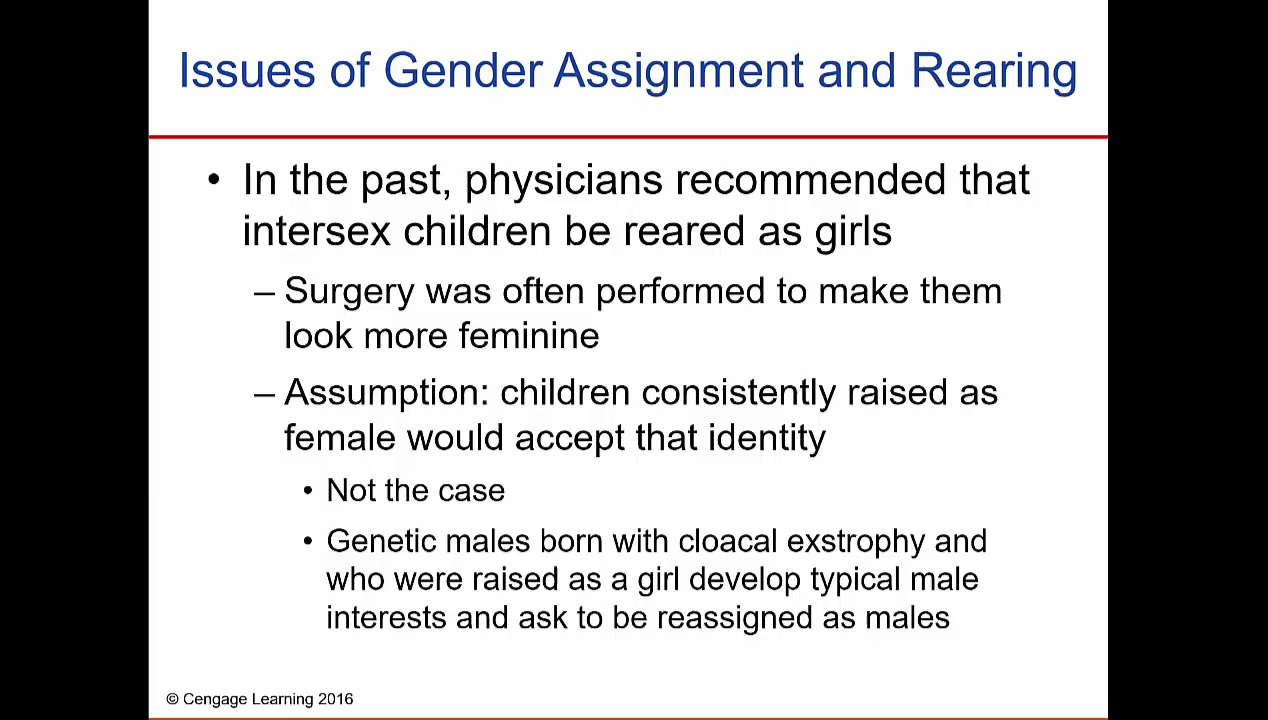 Issues of Gender Assignment and Rearing
• In the past, physicians recommended that
intersex children be reared as girls
– Surgery was often performed to make them
look more feminine
– Assumption: children consistently raised as
female would accept that identity
• Not the case
• Genetic males born with cloacal exstrophy and
who were raised as a girl develop typical male
interests and ask to be reassigned as males
© Cengage Learning 2016